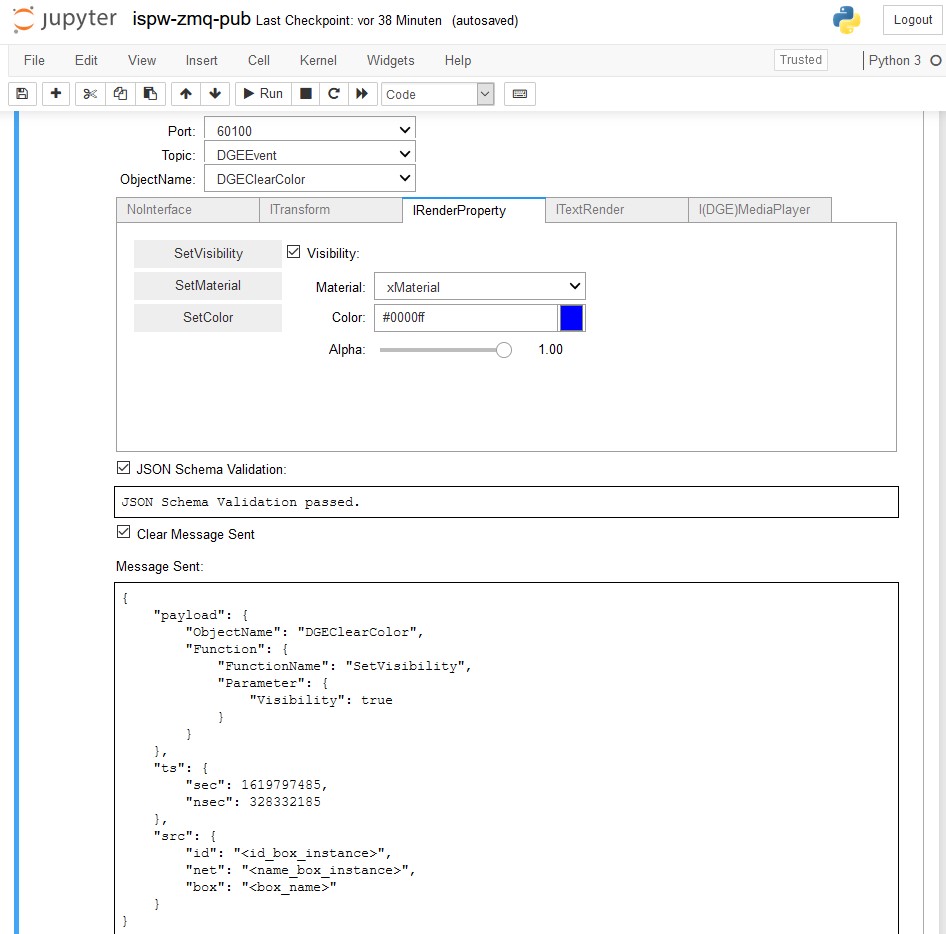 jupyter ispw-zmq-pub Last Checkpoint: vor 38 Minuten (autosaved) Logout
File Edit View Insert Cell Kernel Widgets Help Trusted Python 3
Run Code
Port: 60100
Topic: DGEEvent
ObjectName: DGEClearColor
NoInterface ITransform IRenderProperty ITextRender I(DGE)MediaPlayer
SetVisibility Visibility:
SetMaterial Material: xMaterial
SetColor Color: #0000ff
Alpha: 1.00
JSON Schema Validation:
JSON Schema Validation passed.
Clear Message Sent
Message Sent:
{
    "payload": {
        "ObjectName": "DGEClearColor",
        "Function": {
            "FunctionName": "SetVisibility",
            "Parameter": {
                "Visibility": true
            }
        }
    },
    "ts": {
        "sec": 1619797485,
        "nsec": 328332185
    },
    "src": {
        "id": "<id_box_instance>",
        "net": "<name_box_instance>",
        "box": "<box_name>"
    }
}